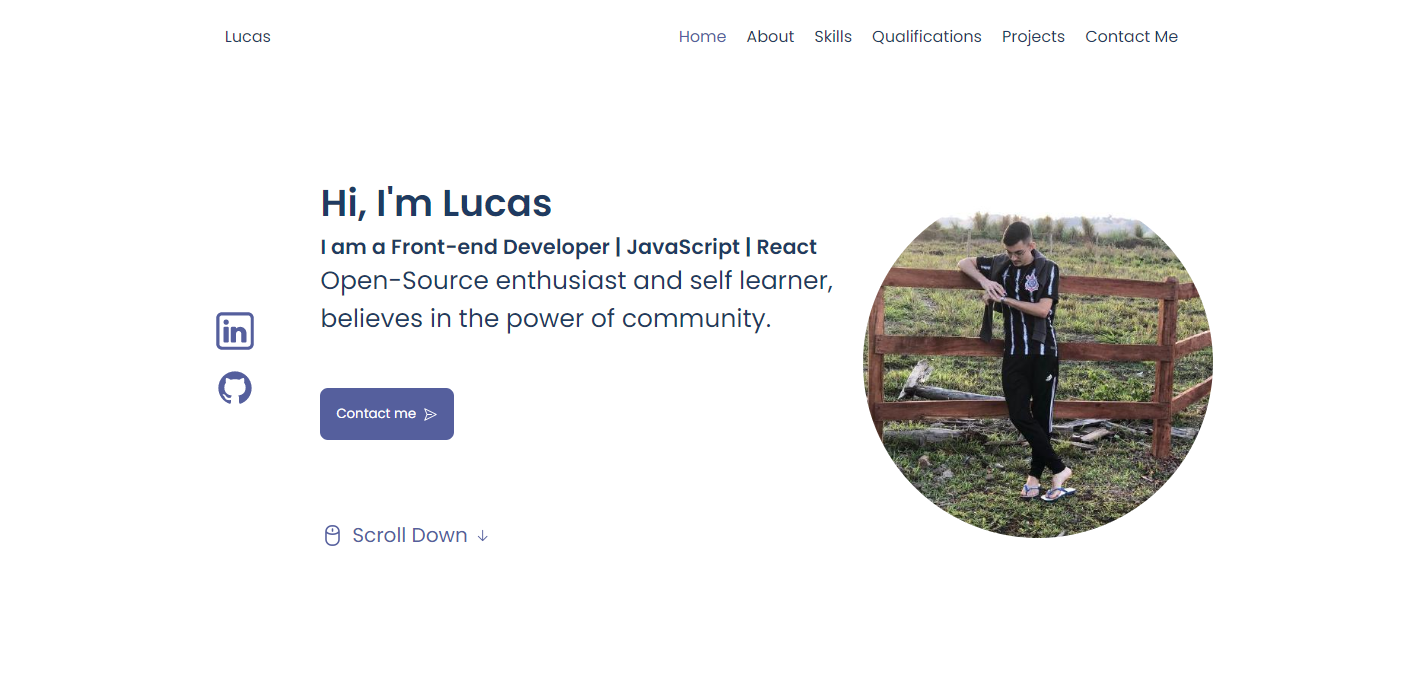 Lucas
Home About Skills Qualifications Projects Contact Me
Hi, I'm Lucas
I am a Front-end Developer | JavaScript | React
Open-Source enthusiast and self learner,
believes in the power of community.
in
Contact me
Scroll Down ↓